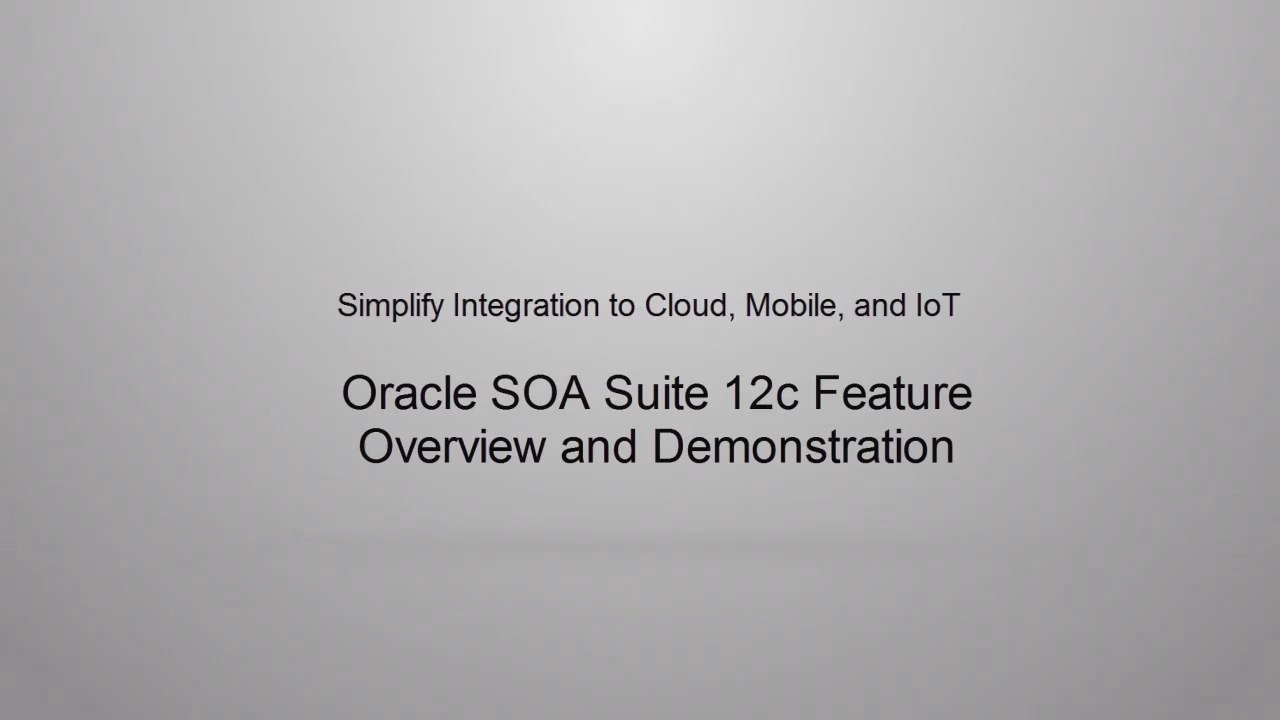 Simplify Integration to Cloud, Mobile, and IoT
Oracle SOA Suite 12c Feature
Overview and Demonstration